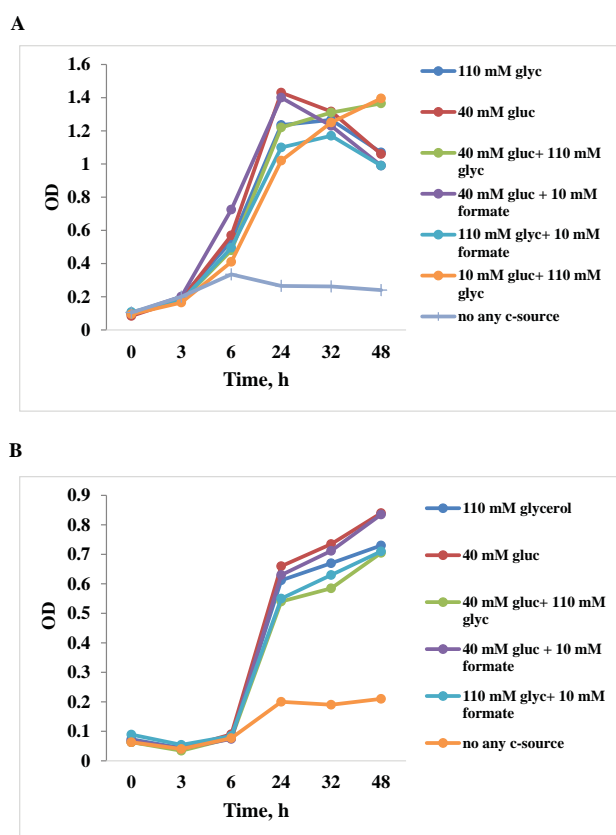 A
1.6
1.4
1.2
1
0.8
0.6
0.4
0.2
0
OD
0 3 6 24 32 48
Time, h
110 mM glyc
40 mM gluc
40 mM gluc+ 110 mM
glyc
40 mM gluc + 10 mM
formate
110 mM glyc+ 10 mM
formate
10 mM gluc+ 110 mM
glyc
no any c-source
B
0.9
0.8
0.7
0.6
0.5
0.4
0.3
0.2
0.1
0
OD
0 3 6 24 32 48
Time, h
110 mM glycerol
40 mM gluc
40 mM gluc+ 110 mM
glyc
40 mM gluc + 10 mM
formate
110 mM glyc+ 10 mM
formate
no any c-source